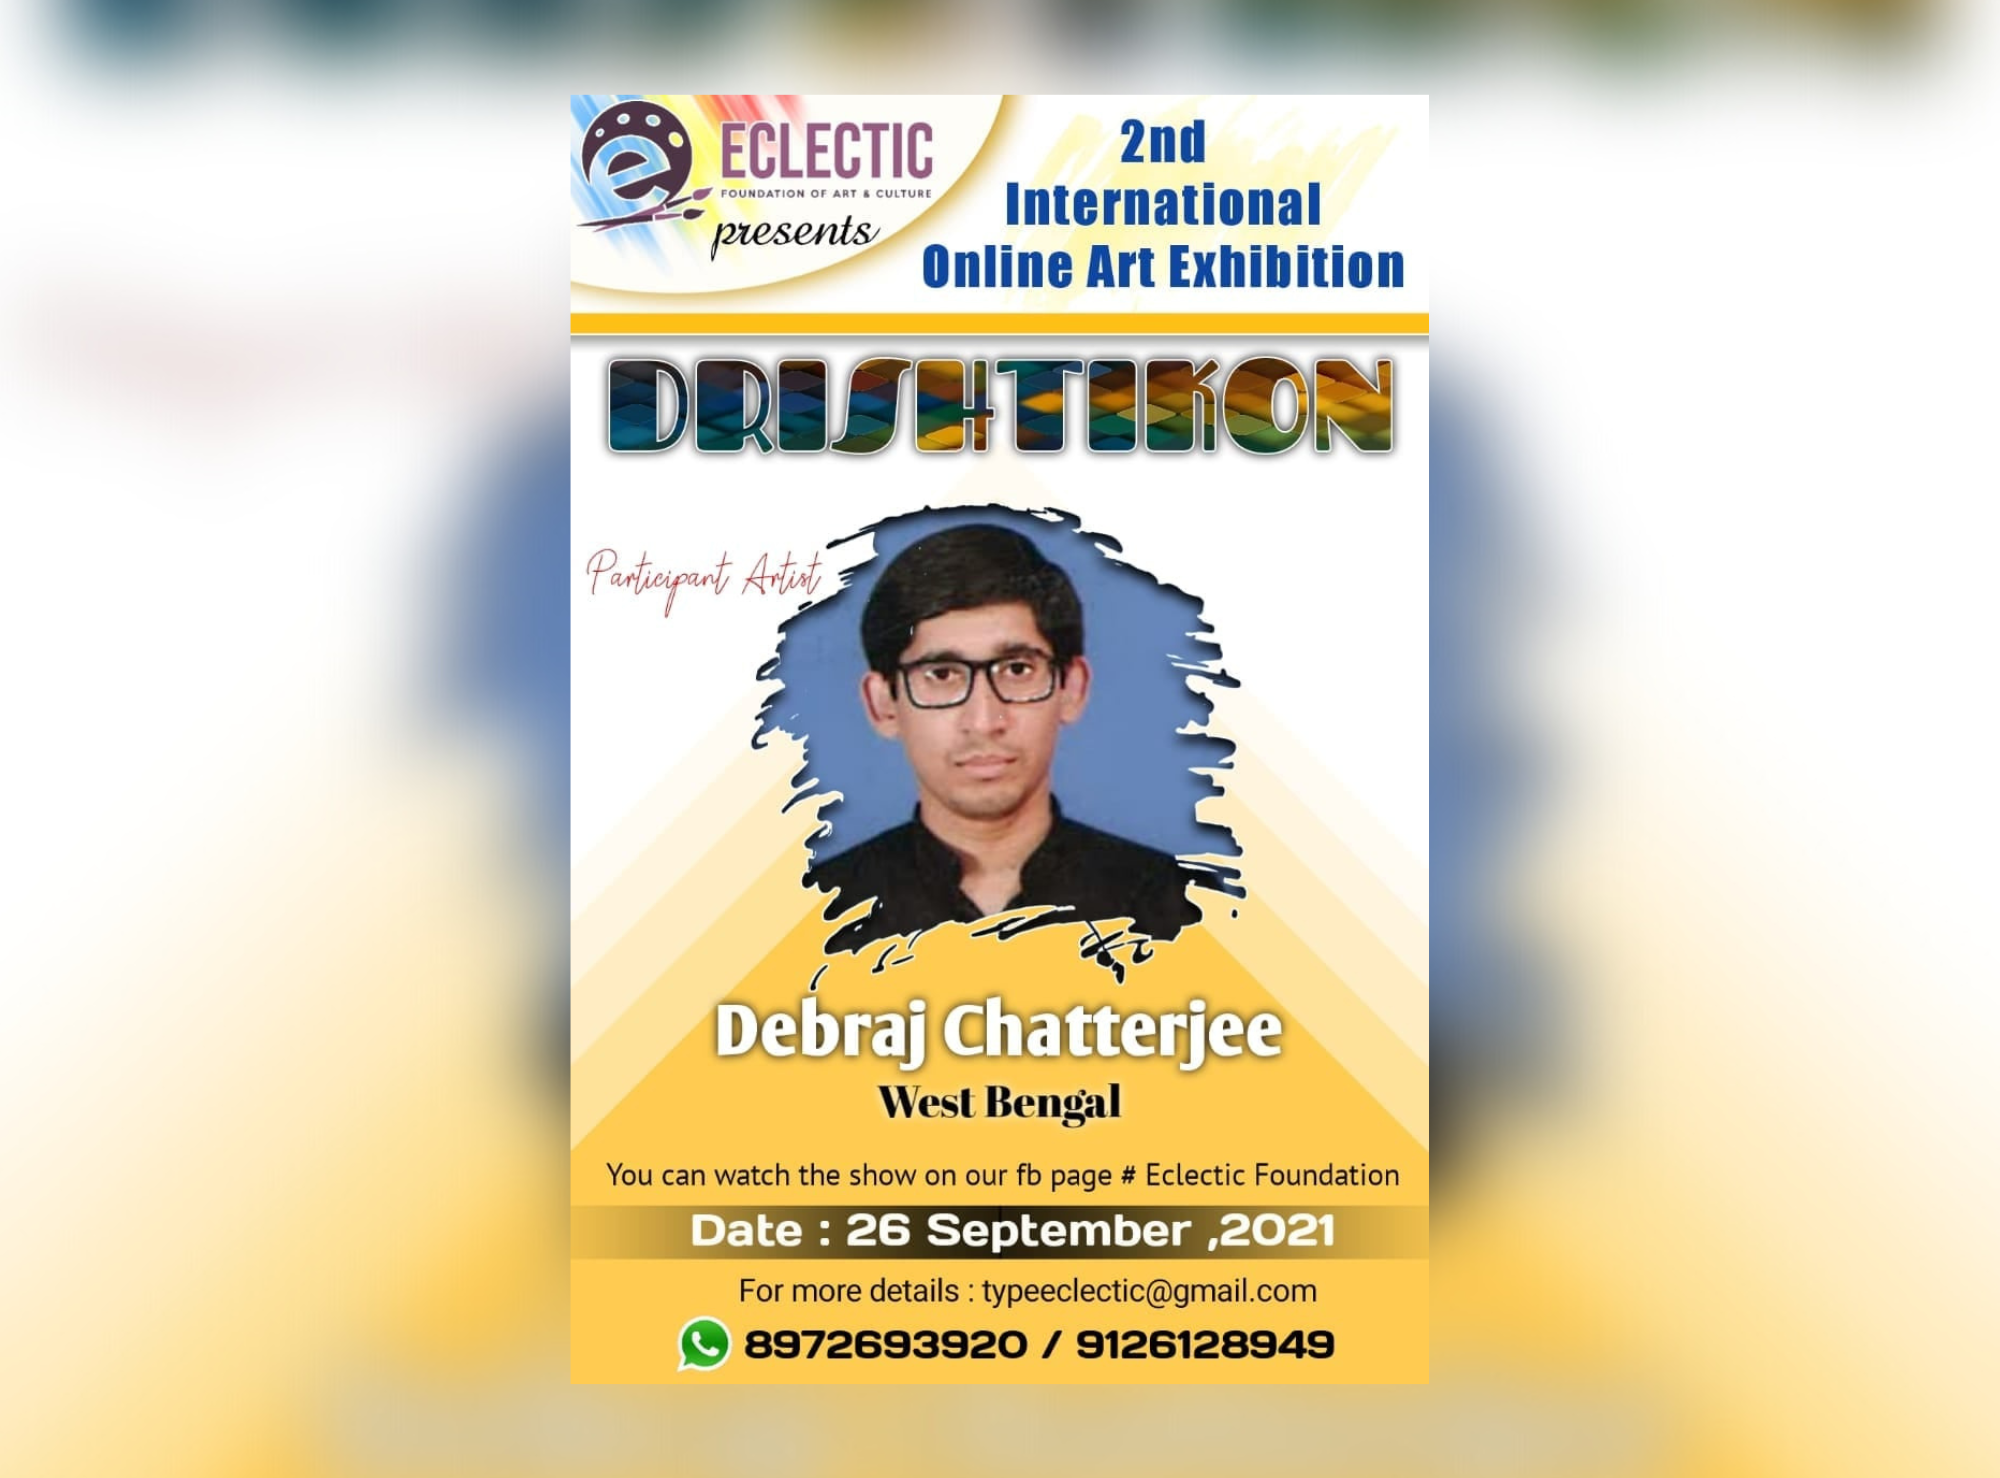 ECLECTIC
FOUNDATION OF ART & CULTURE
presents
2nd
International
Online Art Exhibition
DRISHTIKON
Participant Artist
Debraj Chatterjee
West Bengal
You can watch the show on our fb page # Eclectic Foundation
Date : 26 September ,2021
For more details : typeeclectic@gmail.com
8972693920 / 9126128949